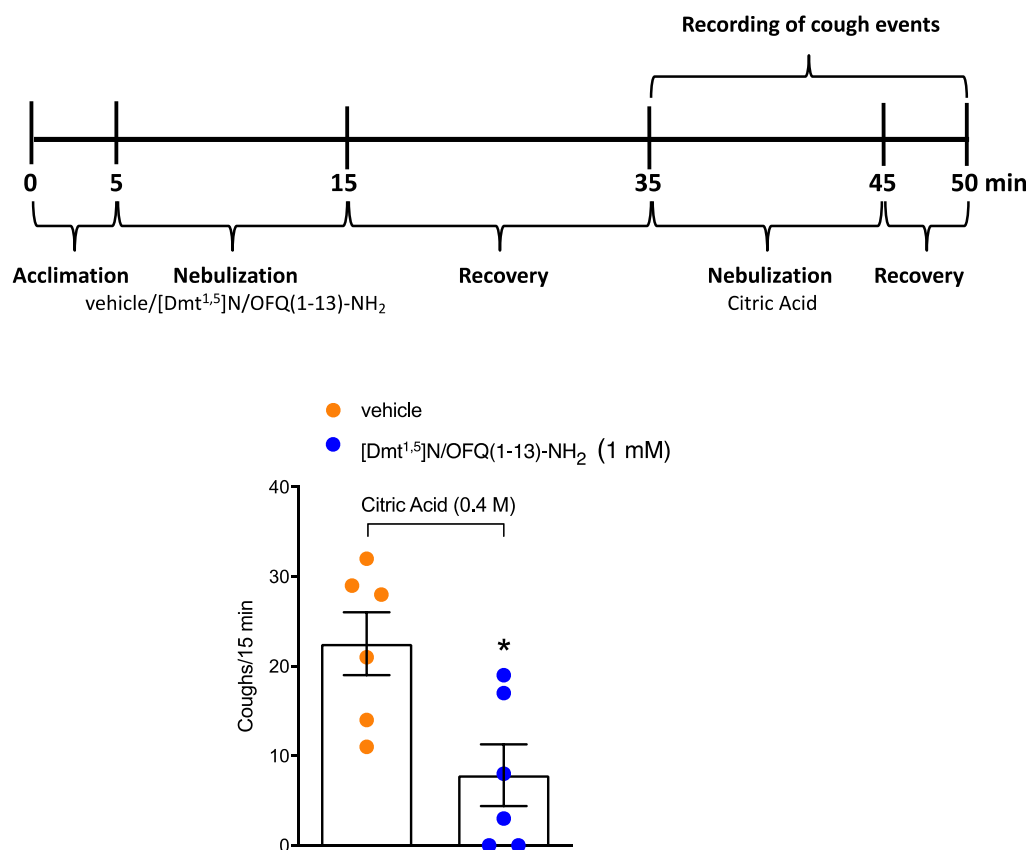 Recording of cough events
0 5 15 35 45 50 min
Acclimation Nebulization Recovery Nebulization Recovery
vehicle/[Dmt¹,⁵]N/OFQ(1-13)-NH₂ Citric Acid
vehicle
[Dmt¹,⁵]N/OFQ(1-13)-NH₂ (1 mM)
40
Citric Acid (0.4 M)
30
*
20
10
0
Coughs/15 min